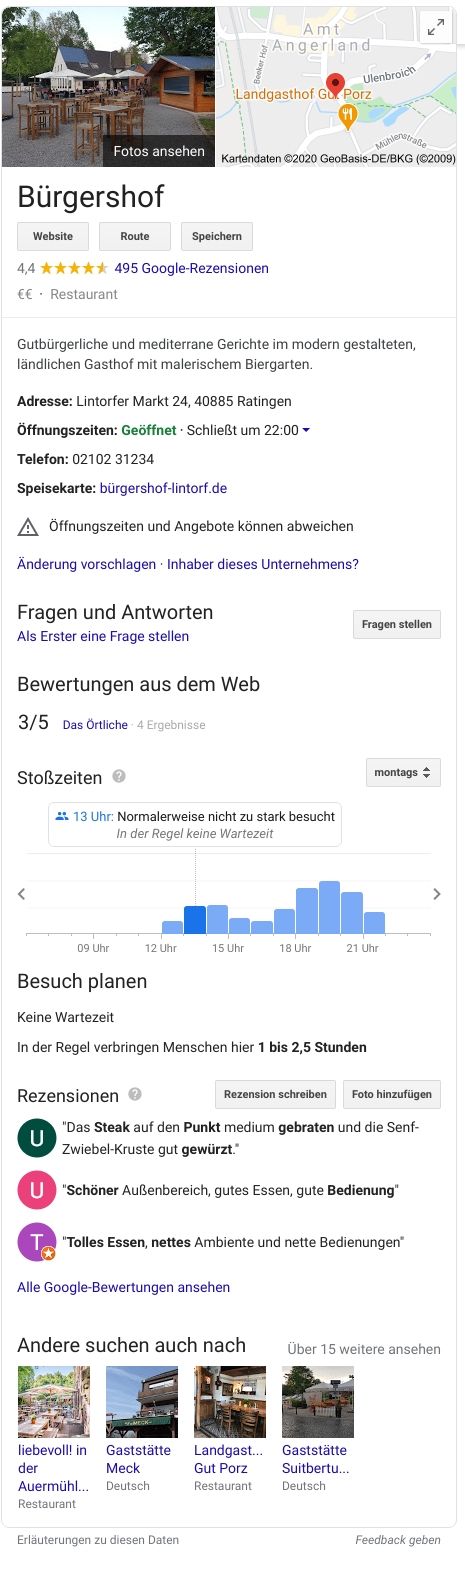 Amt
Angerland
Beeker Hof
Ulenbroich
Landgasthof Gut Porz
Mühlenstraße
Fotos ansehen
Kartendaten ©2020 GeoBasis-DE/BKG (©2009)
Bürgershof
Website Route Speichern
4,4 495 Google-Rezensionen
€€ · Restaurant
Gutbürgerliche und mediterrane Gerichte im modern gestalteten,
ländlichen Gasthof mit malerischem Biergarten.
Adresse: Lintorfer Markt 24, 40885 Ratingen
Öffnungszeiten: Geöffnet · Schließt um 22:00
Telefon: 02102 31234
Speisekarte: bürgershof-lintorf.de
Öffnungszeiten und Angebote können abweichen
Änderung vorschlagen · Inhaber dieses Unternehmens?
Fragen und Antworten
Als Erster eine Frage stellen
Fragen stellen
Bewertungen aus dem Web
3/5 Das Örtliche · 4 Ergebnisse
Stoßzeiten ?
montags
13 Uhr: Normalerweise nicht zu stark besucht
In der Regel keine Wartezeit
09 Uhr 12 Uhr 15 Uhr 18 Uhr 21 Uhr
Besuch planen
Keine Wartezeit
In der Regel verbringen Menschen hier 1 bis 2,5 Stunden
Rezensionen ? Rezension schreiben Foto hinzufügen
U "Das Steak auf den Punkt medium gebraten und die Senf-
Zwiebel-Kruste gut gewürzt."
U "Schöner Außenbereich, gutes Essen, gute Bedienung"
T "Tolles Essen, nettes Ambiente und nette Bedienungen"
Alle Google-Bewertungen ansehen
Andere suchen auch nach Über 15 weitere ansehen
liebevoll! in
der
Auermühl...
Restaurant
Gaststätte
Meck
Deutsch
Landgast...
Gut Porz
Restaurant
Gaststätte
Suitbertu...
Deutsch
Erläuterungen zu diesen Daten Feedback geben